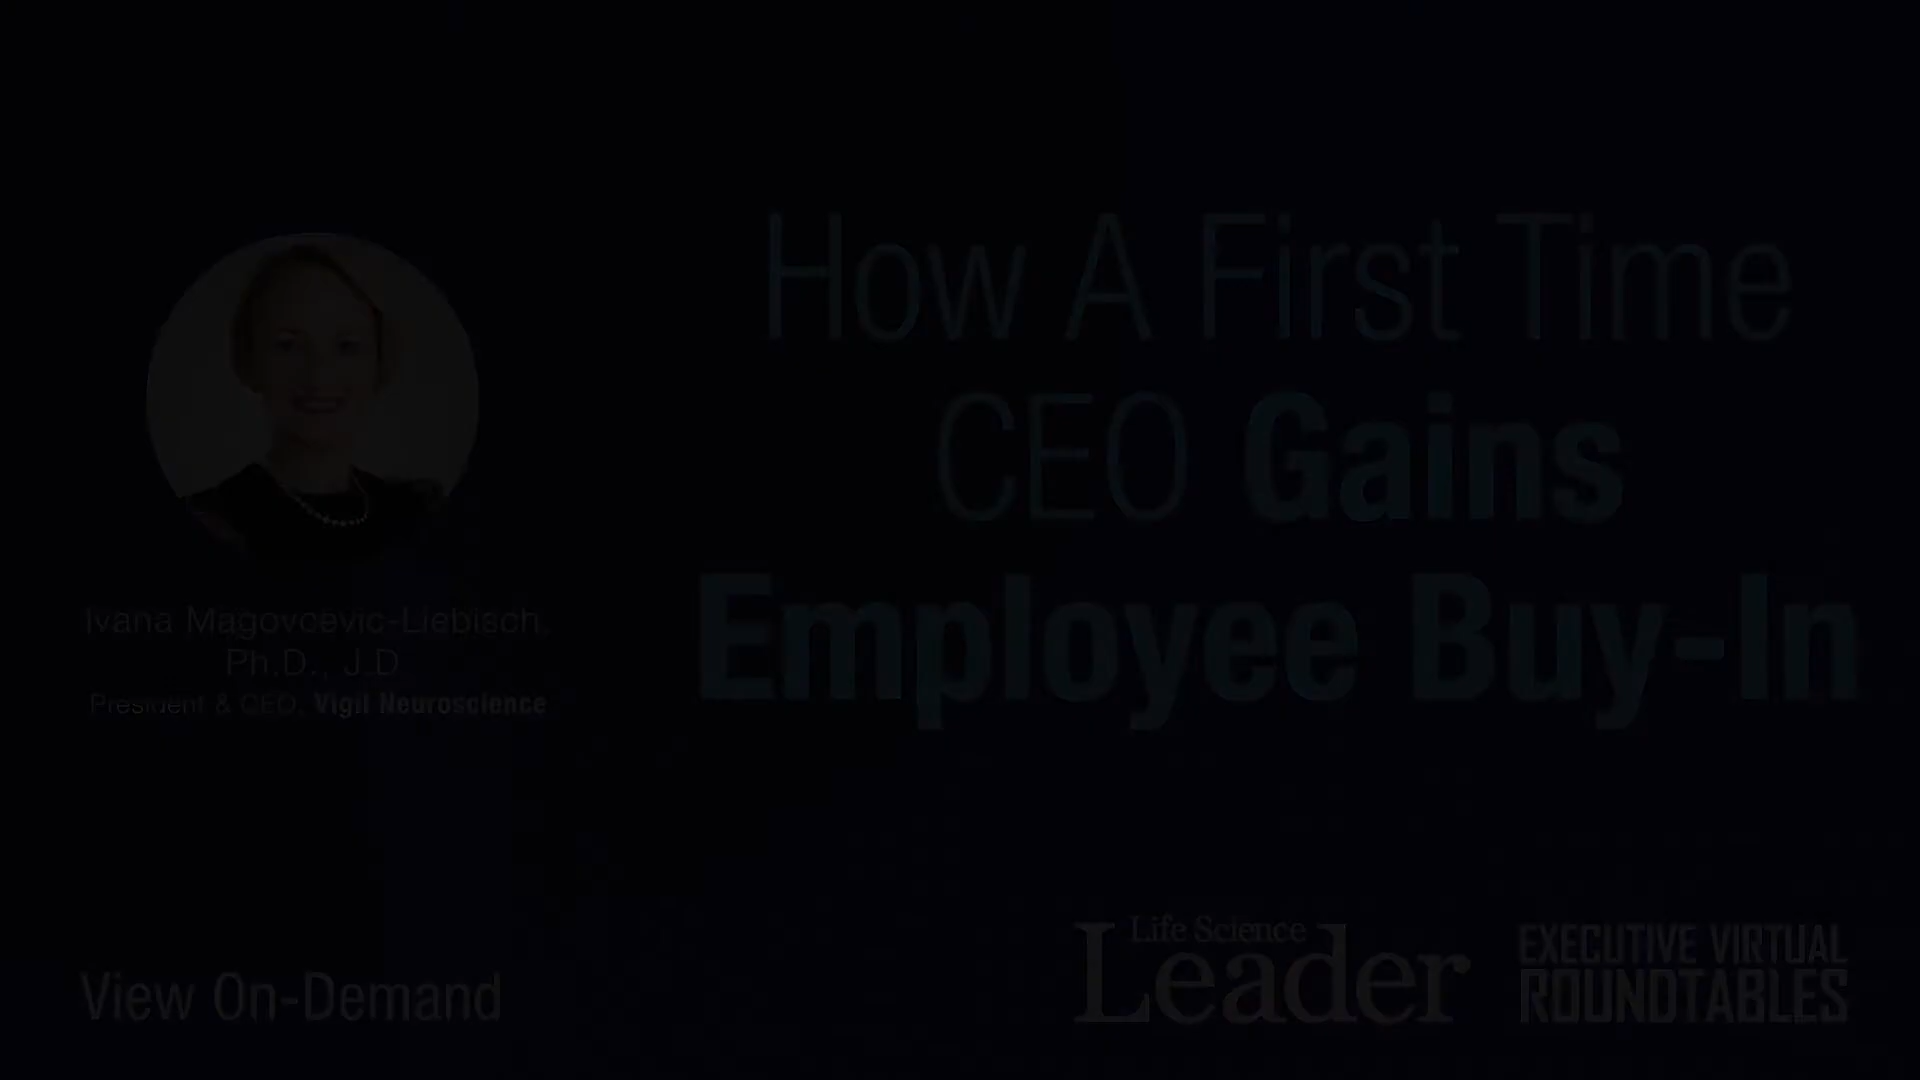 How A First Time
CEO Gains
Employee Buy-In
Ivana Magovcevic-Liebisch,
Ph.D., J.D
President & CEO, Vigil Neuroscience
View On-Demand
Life Science
Leader
EXECUTIVE VIRTUAL
ROUNDTABLES